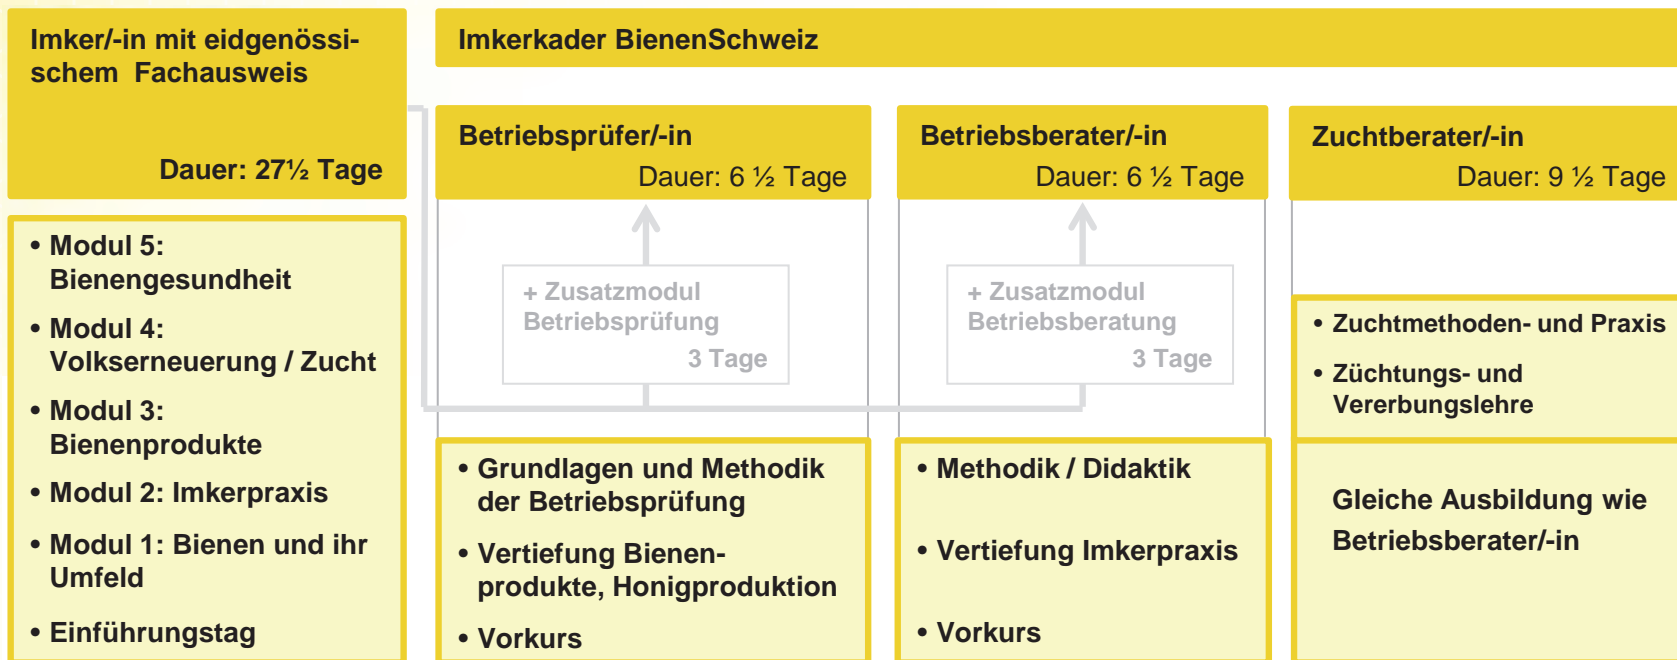 Imker/-in mit eidgenössi-
schem Fachausweis
Dauer: 27½ Tage
• Modul 5:
Bienengesundheit
• Modul 4:
Volkserneuerung / Zucht
• Modul 3:
Bienenprodukte
• Modul 2: Imkerpraxis
• Modul 1: Bienen und ihr
Umfeld
• Einführungstag
Imkerkader BienenSchweiz
Betriebsprüfer/-in
Dauer: 6 ½ Tage
+ Zusatzmodul
Betriebsprüfung
3 Tage
• Grundlagen und Methodik
der Betriebsprüfung
• Vertiefung Bienen-
produkte, Honigproduktion
• Vorkurs
Betriebsberater/-in
Dauer: 6 ½ Tage
+ Zusatzmodul
Betriebsberatung
3 Tage
• Methodik / Didaktik
• Vertiefung Imkerpraxis
• Vorkurs
Zuchtberater/-in
Dauer: 9 ½ Tage
• Zuchtmethoden- und Praxis
• Züchtungs- und
Vererbungslehre
Gleiche Ausbildung wie
Betriebsberater/-in